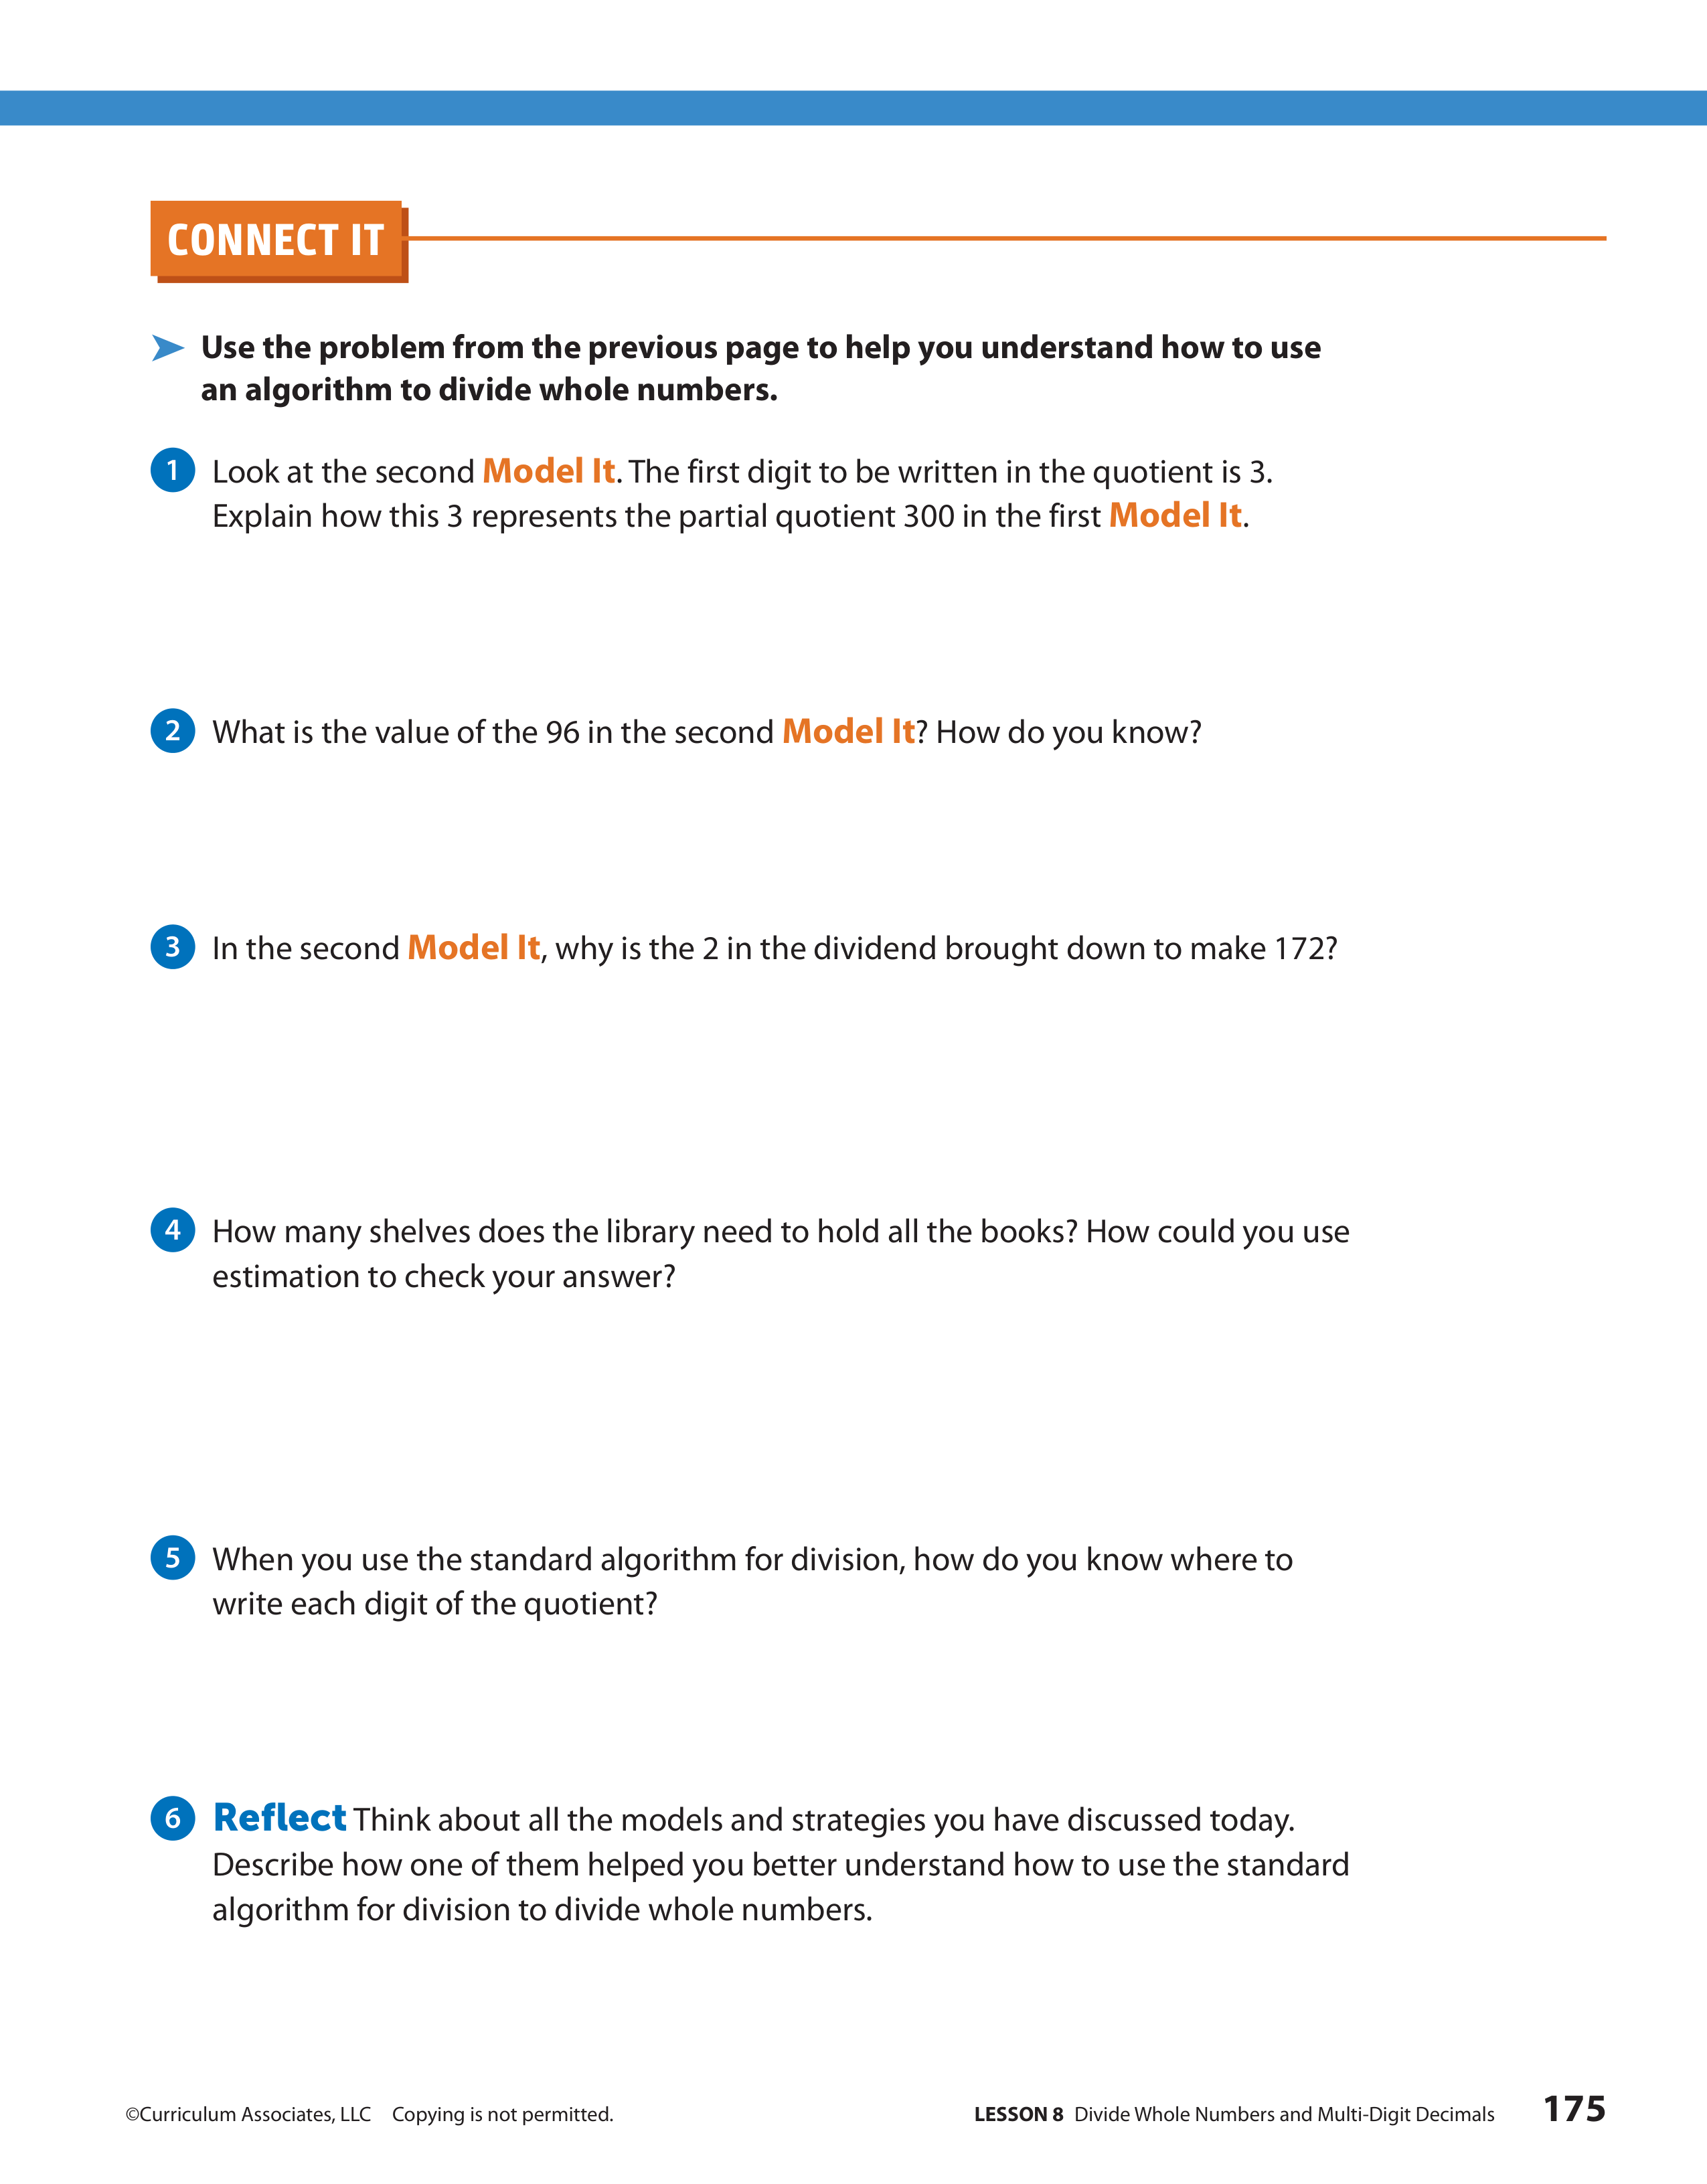 CONNECT IT
Use the problem from the previous page to help you understand how to use
an algorithm to divide whole numbers.
1 Look at the second Model It. The first digit to be written in the quotient is 3.
Explain how this 3 represents the partial quotient 300 in the first Model It.
2 What is the value of the 96 in the second Model It? How do you know?
3 In the second Model It, why is the 2 in the dividend brought down to make 172?
4 How many shelves does the library need to hold all the books? How could you use
estimation to check your answer?
5 When you use the standard algorithm for division, how do you know where to
write each digit of the quotient?
6 Reflect Think about all the models and strategies you have discussed today.
Describe how one of them helped you better understand how to use the standard
algorithm for division to divide whole numbers.
©Curriculum Associates, LLC Copying is not permitted. LESSON 8 Divide Whole Numbers and Multi-Digit Decimals 175